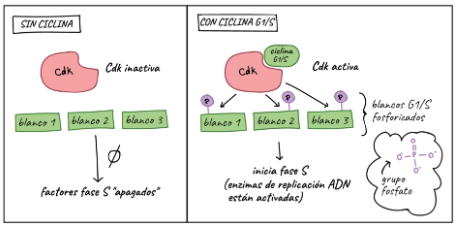 SIN CICLINA
Cdk
Cdk inactiva
blanco 1
blanco 2
blanco 3
factores fase S "apagados"
CON CICLINA G1/S
ciclina
G1/S
Cdk
Cdk activa
P
P
P
blanco 1
blanco 2
blanco 3
blancos G1/S
fosforizados
inicia fase S
(enzimas de replicación ADN
están activadas)
O
O⁻
P
O⁻
O⁻
grupo
fosfato